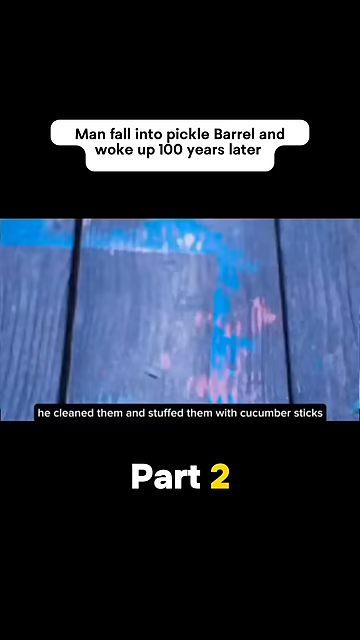 Man fall into pickle Barrel and
woke up 100 years later
he cleaned them and stuffed them with cucumber sticks
Part 2